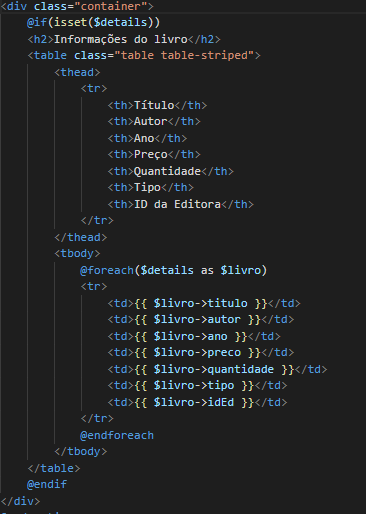 <div class="container">
@if(isset($details))
<h2>Informações do livro</h2>
<table class="table table-striped">
<thead>
<tr>
<th>Título</th>
<th>Autor</th>
<th>Ano</th>
<th>Preço</th>
<th>Quantidade</th>
<th>Tipo</th>
<th>ID da Editora</th>
</tr>
</thead>
<tbody>
@foreach($details as $livro)
<tr>
<td>{{ $livro->titulo }}</td>
<td>{{ $livro->autor }}</td>
<td>{{ $livro->ano }}</td>
<td>{{ $livro->preco }}</td>
<td>{{ $livro->quantidade }}</td>
<td>{{ $livro->tipo }}</td>
<td>{{ $livro->idEd }}</td>
</tr>
@endforeach
</tbody>
</table>
@endif
</div>